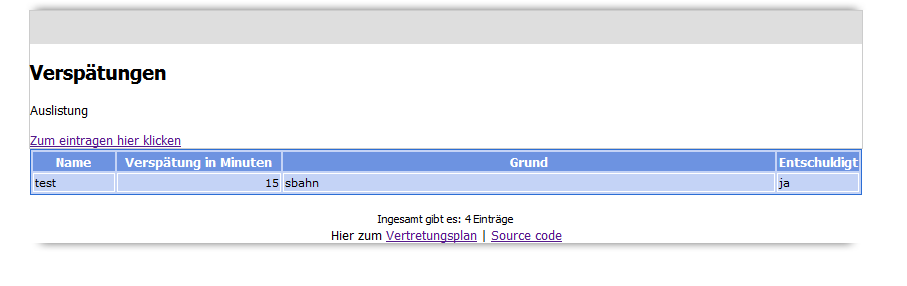 Verspätungen
Auslistung
Zum eintragen hier klicken
Name Verspätung in Minuten Grund Entschuldigt
test 15 sbahn ja
Ingesamt gibt es: 4 Einträge
Hier zum Vertretungsplan | Source code